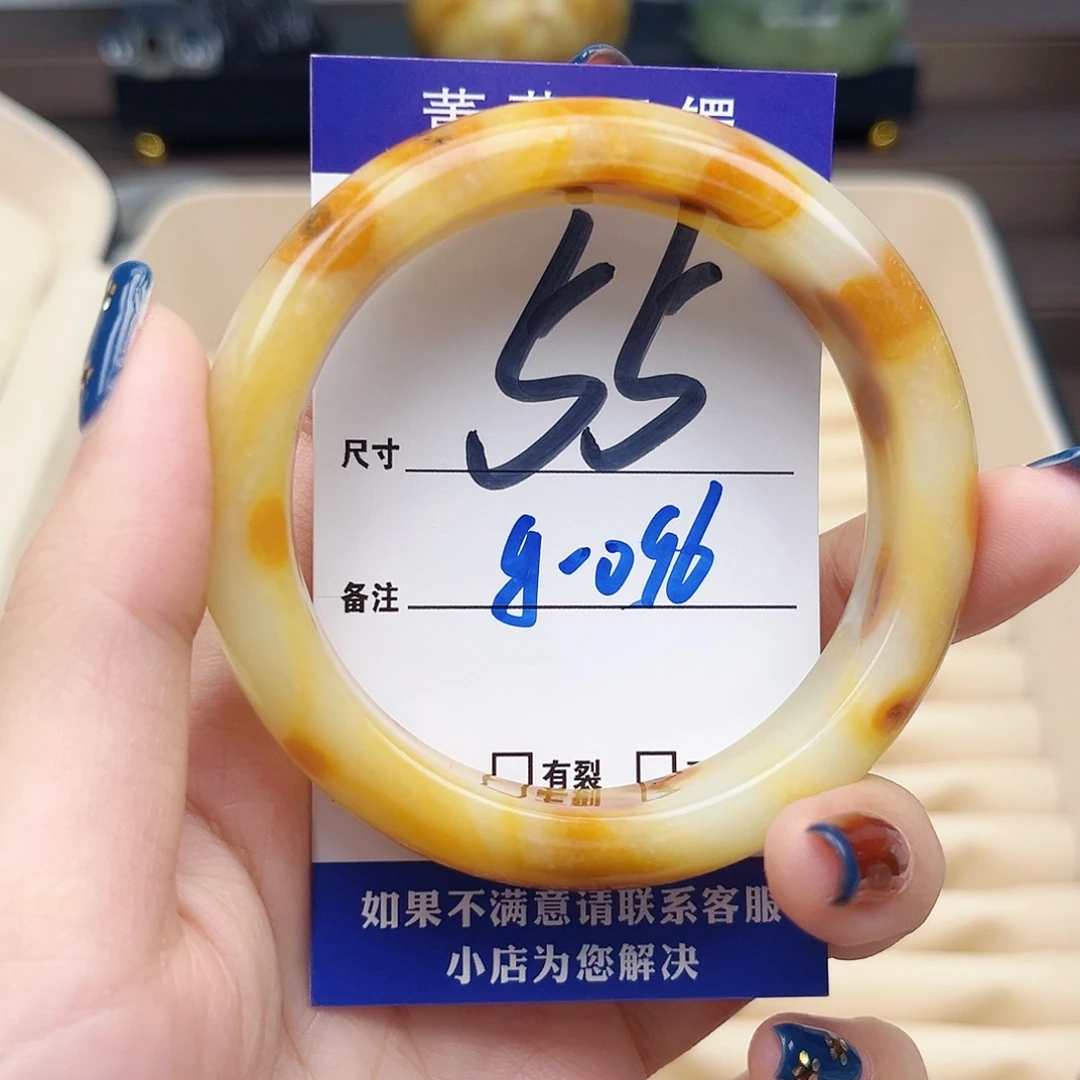 尺寸 55
备注 g-096
有裂
如果不满意请联系客服
小店为您解决